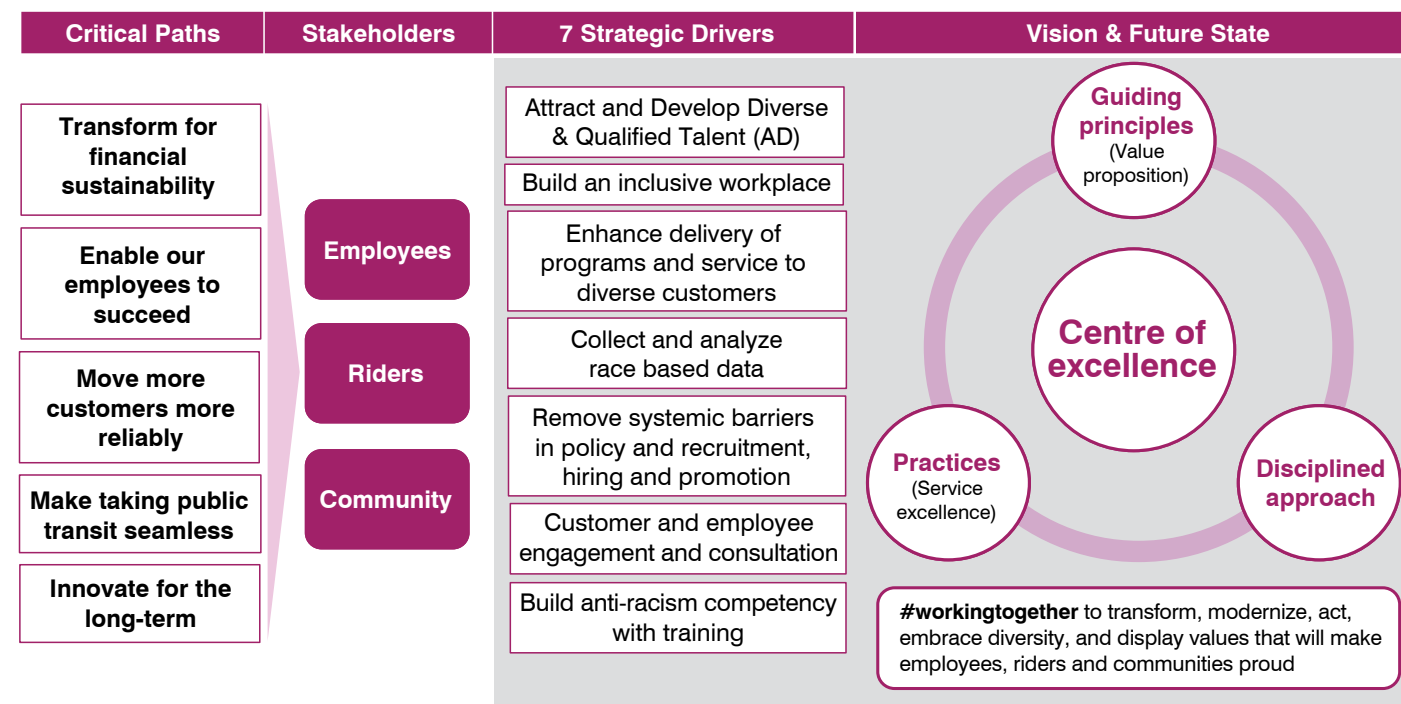 Critical Paths
Stakeholders
7 Strategic Drivers
Vision & Future State
Transform for
financial
sustainability
Enable our
employees to
succeed
Move more
customers more
reliably
Make taking public
transit seamless
Innovate for the
long-term
Employees
Riders
Community
Attract and Develop Diverse
& Qualified Talent (AD)
Build an inclusive workplace
Enhance delivery of
programs and service to
diverse customers
Collect and analyze
race based data
Remove systemic barriers
in policy and recruitment,
hiring and promotion
Customer and employee
engagement and consultation
Build anti-racism competency
with training
Guiding
principles
(Value
proposition)
Centre of
excellence
Practices
(Service
excellence)
Disciplined
approach
#workingtogether to transform, modernize, act,
embrace diversity, and display values that will make
employees, riders and communities proud